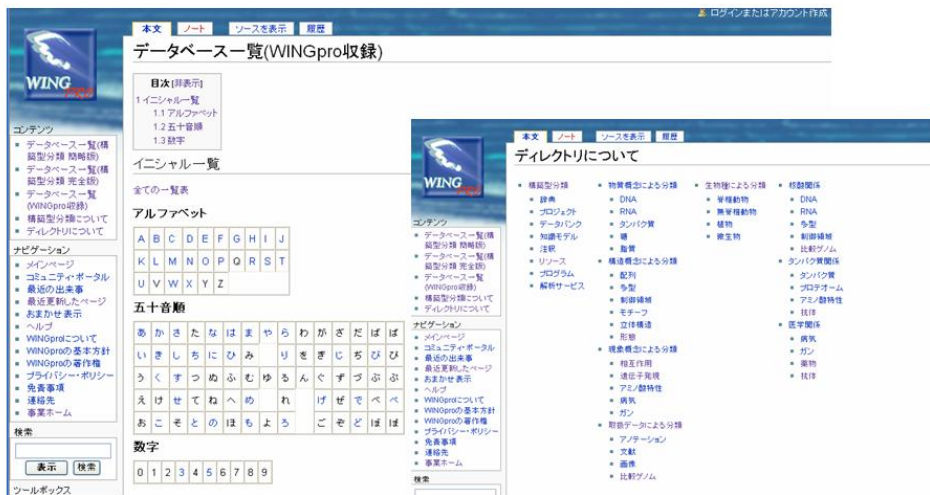 ログインまたはアカウント作成
本文 ノート ソースを表示 履歴
データベース一覧(WINGpro収録)
目次 [非表示]
1 イニシャル一覧
1.1 アルファベット
1.2 五十音順
1.3 数字
イニシャル一覧
全ての一覧表
アルファベット
A B C D E F G H I J
K L M N O P Q R S T
U V W X Y Z
五十音順
あ か さ た な は ま や ら わ が ざ だ ば ぱ
い き し ち に ひ み り を ぎ じ ぢ び ぴ
う く す つ ぬ ふ む ゆ る ん ぐ ず づ ぶ ぷ
え け せ て ね へ め れ げ ぜ で べ ぺ
お こ そ と の ほ も よ ろ ご ぞ ど ぼ ぽ
数字
0 1 2 3 4 5 6 7 8 9
WING
PRO
コンテンツ
データベース一覧(構
築型分類 簡略版)
データベース一覧(構
築型分類 完全版)
データベース一覧
(WINGpro収録)
構築型分類について
ディレクトリについて
ナビゲーション
メインページ
コミュニティ・ポータル
最近の出来事
最近更新したページ
おまかせ表示
ヘルプ
WINGproについて
WINGproの基本方針
WINGproの著作権
プライバシー・ポリシー
免責事項
連絡先
事業ホーム
検索
表示 検索
ツールボックス
本文 ノート ソースを表示 履歴
ディレクトリについて
構築型分類
辞典
プロジェクト
データバンク
知識モデル
注釈
リソース
プログラム
解析サービス
物質概念による分類
DNA
RNA
タンパク質
糖
脂質
構造概念による分類
配列
多型
制御領域
モチーフ
立体構造
形態
現象概念による分類
相互作用
遺伝子発現
アミノ酸特性
病気
ガン
取扱データによる分類
アノテーション
文献
画像
比較ゲノム
生物種による分類
脊椎動物
無脊椎動物
植物
微生物
核酸関係
DNA
RNA
多型
制御領域
比較ゲノム
タンパク質関係
タンパク質
プロテオーム
アミノ酸特性
抗体
医学関係
病気
ガン
薬物
抗体
WING
コンテンツ
データベース一覧(構
築型分類 簡略版)
データベース一覧(構
築型分類 完全版)
データベース一覧
(WINGpro収録)
構築型分類について
ディレクトリについて
ナビゲーション
メインページ
コミュニティ・ポータル
最近の出来事
最近更新したページ
おまかせ表示
ヘルプ
WINGproについて
WINGproの基本方針
WINGproの著作権
プライバシー・ポリシー
免責事項
連絡先
事業ホーム
検索